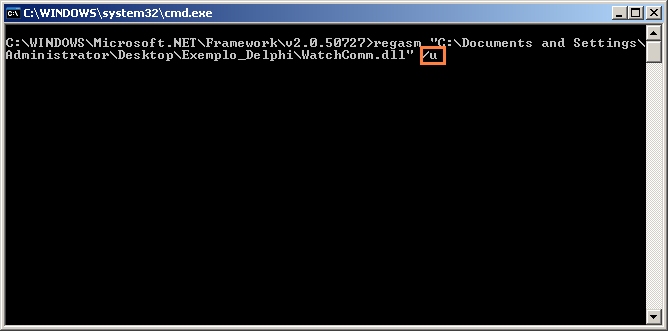 C:\WINDOWS\system32\cmd.exe
C:\WINDOWS\Microsoft.NET\Framework\v2.0.50727>regasm "C:\Documents and Settings\
Administrator\Desktop\Exemplo_Delphi\WatchComm.dll" /u